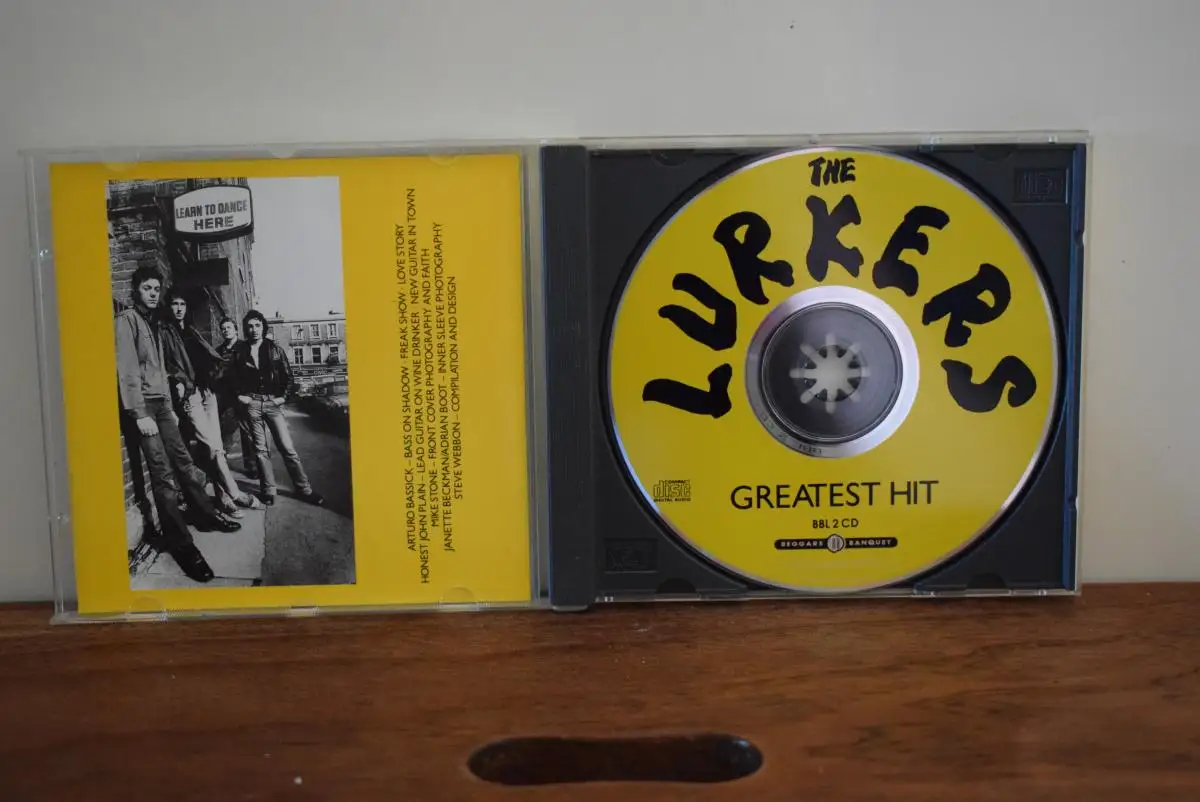 LEARN TO DANCE
HERE
ARTURO BASSICK – BASS ON SHADOW · FREAK SHOW · LOVE STORY
HONEST JOHN PLAIN – LEAD GUITAR ON WINE DRINKER · NEW GUITAR IN TOWN
MIKE STONE – FRONT COVER PHOTOGRAPHY AND FAITH
JANETTE BECKMAN/ADRIAN BOOT – INNER SLEEVE PHOTOGRAPHY
STEVE WEBBON – COMPILATION AND DESIGN
THE
LURKERS
COMPACT
disc
DIGITAL AUDIO
GREATEST HIT
BBL 2 CD
BEGGARS BANQUET